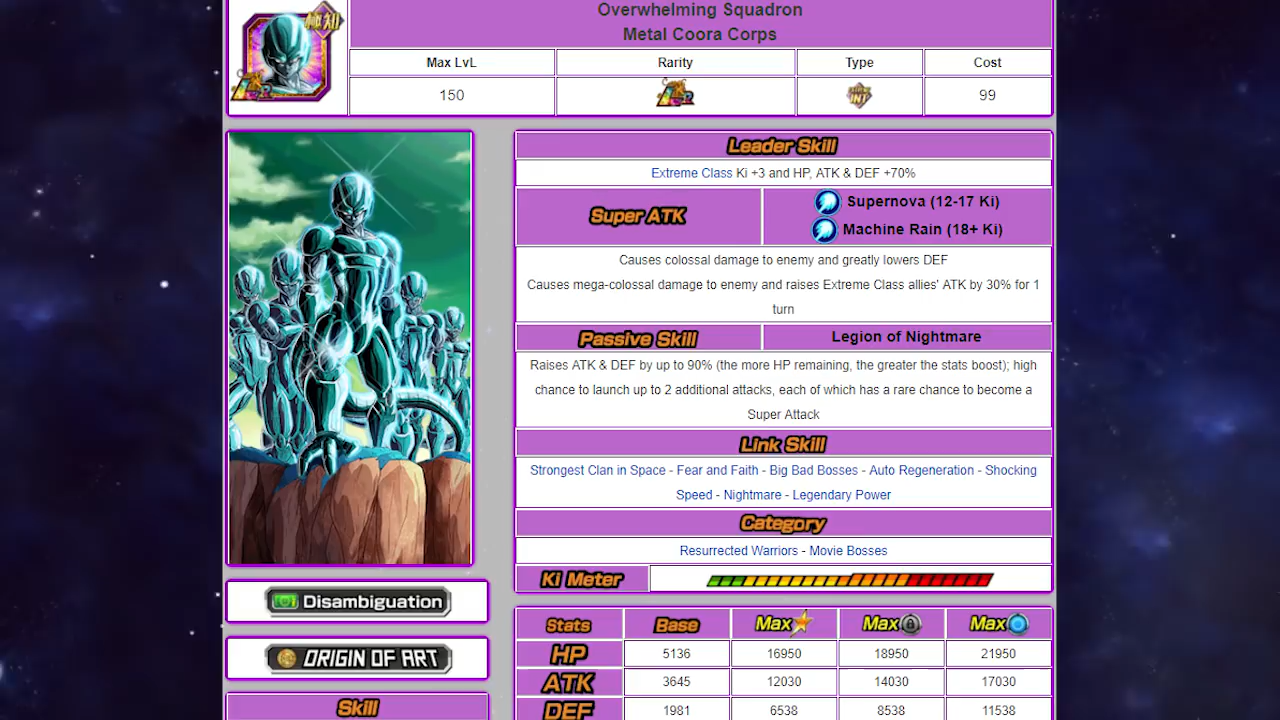 Overwhelming Squadron
Metal Coora Corps
極知
LR
Max LvL Rarity Type Cost
150 LR INT 99
Leader Skill
Extreme Class Ki +3 and HP, ATK & DEF +70%
Super ATK
Supernova (12-17 Ki)
Machine Rain (18+ Ki)
Causes colossal damage to enemy and greatly lowers DEF
Causes mega-colossal damage to enemy and raises Extreme Class allies' ATK by 30% for 1
turn
Passive Skill Legion of Nightmare
Raises ATK & DEF by up to 90% (the more HP remaining, the greater the stats boost); high
chance to launch up to 2 additional attacks, each of which has a rare chance to become a
Super Attack
Link Skill
Strongest Clan in Space - Fear and Faith - Big Bad Bosses - Auto Regeneration - Shocking
Speed - Nightmare - Legendary Power
Category
Resurrected Warriors - Movie Bosses
Ki Meter
Disambiguation
ORIGIN OF ART
Skill
Stats Base Max Max Max
HP 5136 16950 18950 21950
ATK 3645 12030 14030 17030
DEF 1981 6538 8538 11538